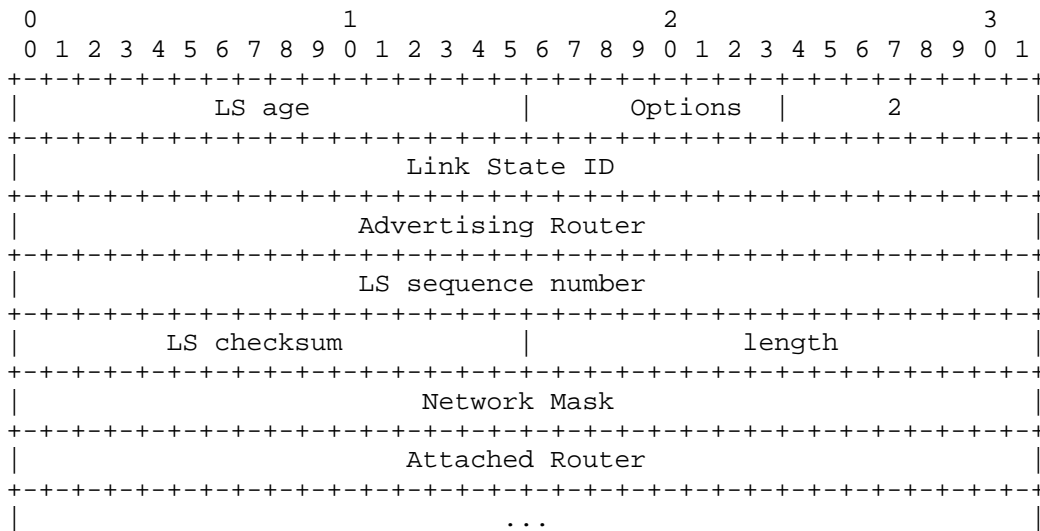 0                   1                   2                   3
0 1 2 3 4 5 6 7 8 9 0 1 2 3 4 5 6 7 8 9 0 1 2 3 4 5 6 7 8 9 0 1
+-+-+-+-+-+-+-+-+-+-+-+-+-+-+-+-+-+-+-+-+-+-+-+-+-+-+-+-+-+-+-+-+
|            LS age             |      Options  |      2        |
+-+-+-+-+-+-+-+-+-+-+-+-+-+-+-+-+-+-+-+-+-+-+-+-+-+-+-+-+-+-+-+-+
|                        Link State ID                          |
+-+-+-+-+-+-+-+-+-+-+-+-+-+-+-+-+-+-+-+-+-+-+-+-+-+-+-+-+-+-+-+-+
|                     Advertising Router                        |
+-+-+-+-+-+-+-+-+-+-+-+-+-+-+-+-+-+-+-+-+-+-+-+-+-+-+-+-+-+-+-+-+
|                     LS sequence number                        |
+-+-+-+-+-+-+-+-+-+-+-+-+-+-+-+-+-+-+-+-+-+-+-+-+-+-+-+-+-+-+-+-+
|         LS checksum           |             length            |
+-+-+-+-+-+-+-+-+-+-+-+-+-+-+-+-+-+-+-+-+-+-+-+-+-+-+-+-+-+-+-+-+
|                         Network Mask                          |
+-+-+-+-+-+-+-+-+-+-+-+-+-+-+-+-+-+-+-+-+-+-+-+-+-+-+-+-+-+-+-+-+
|                        Attached Router                        |
+-+-+-+-+-+-+-+-+-+-+-+-+-+-+-+-+-+-+-+-+-+-+-+-+-+-+-+-+-+-+-+-+
|                              ...                              |